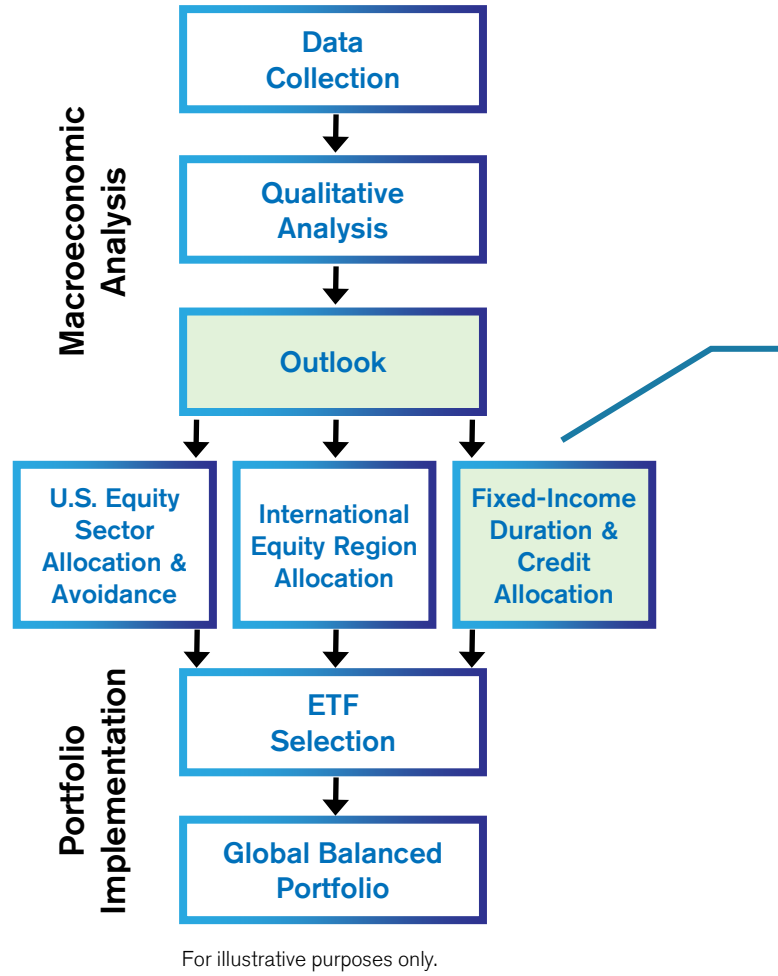 Macroeconomic
Analysis
Data
Collection
Qualitative
Analysis
Outlook
U.S. Equity
Sector
Allocation &
Avoidance
International
Equity Region
Allocation
Fixed-Income
Duration &
Credit
Allocation
Portfolio
Implementation
ETF
Selection
Global Balanced
Portfolio
For illustrative purposes only.